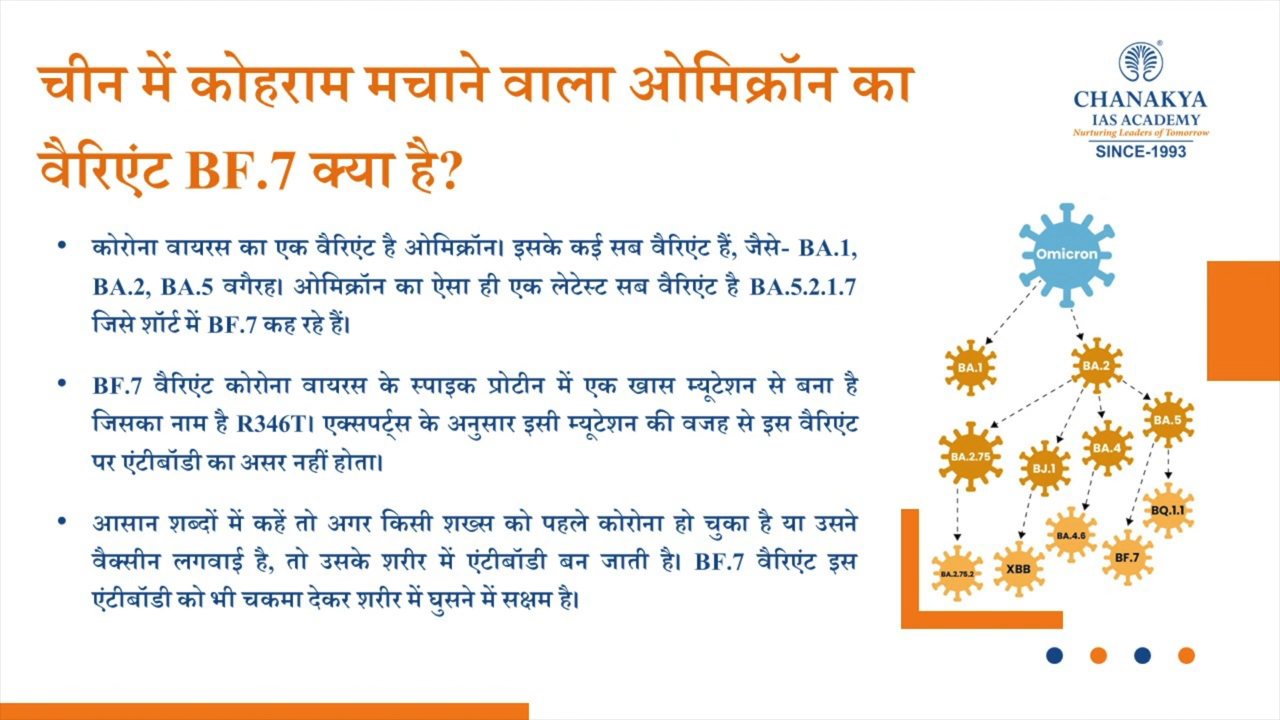 चीन में कोहराम मचाने वाला ओमिक्रॉन का
वैरिएंट BF.7 क्या है?
CHANAKYA
IAS ACADEMY
Nurturing Leaders of Tomorrow
SINCE-1993
• कोरोना वायरस का एक वैरिएंट है ओमिक्रॉन। इसके कई सब वैरिएंट हैं, जैसे- BA.1,
BA.2, BA.5 वगैरह। ओमिक्रॉन का ऐसा ही एक लेटेस्ट सब वैरिएंट है BA.5.2.1.7
जिसे शॉर्ट में BF.7 कह रहे हैं।
• BF.7 वैरिएंट कोरोना वायरस के स्पाइक प्रोटीन में एक खास म्यूटेशन से बना है
जिसका नाम है R346T। एक्सपर्ट्स के अनुसार इसी म्यूटेशन की वजह से इस वैरिएंट
पर एंटीबॉडी का असर नहीं होता।
• आसान शब्दों में कहें तो अगर किसी शख्स को पहले कोरोना हो चुका है या उसने
वैक्सीन लगवाई है, तो उसके शरीर में एंटीबॉडी बन जाती है। BF.7 वैरिएंट इस
एंटीबॉडी को भी चकमा देकर शरीर में घुसने में सक्षम है।
Omicron
BA.1
BA.2
BA.5
BA.2.75
BJ.1
BA.4
BQ.1.1
BA.4.6
BF.7
XBB
BA.2.75.2